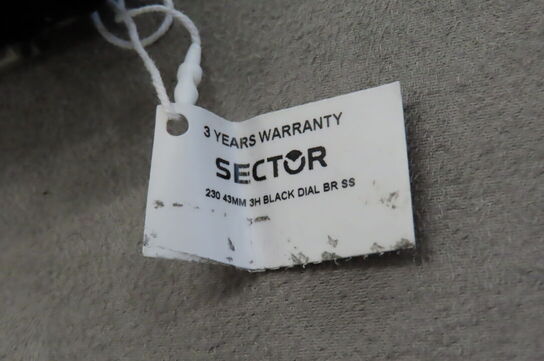 3 YEARS WARRANTY
SECTOR
230 43MM 3H BLACK DIAL BR SS